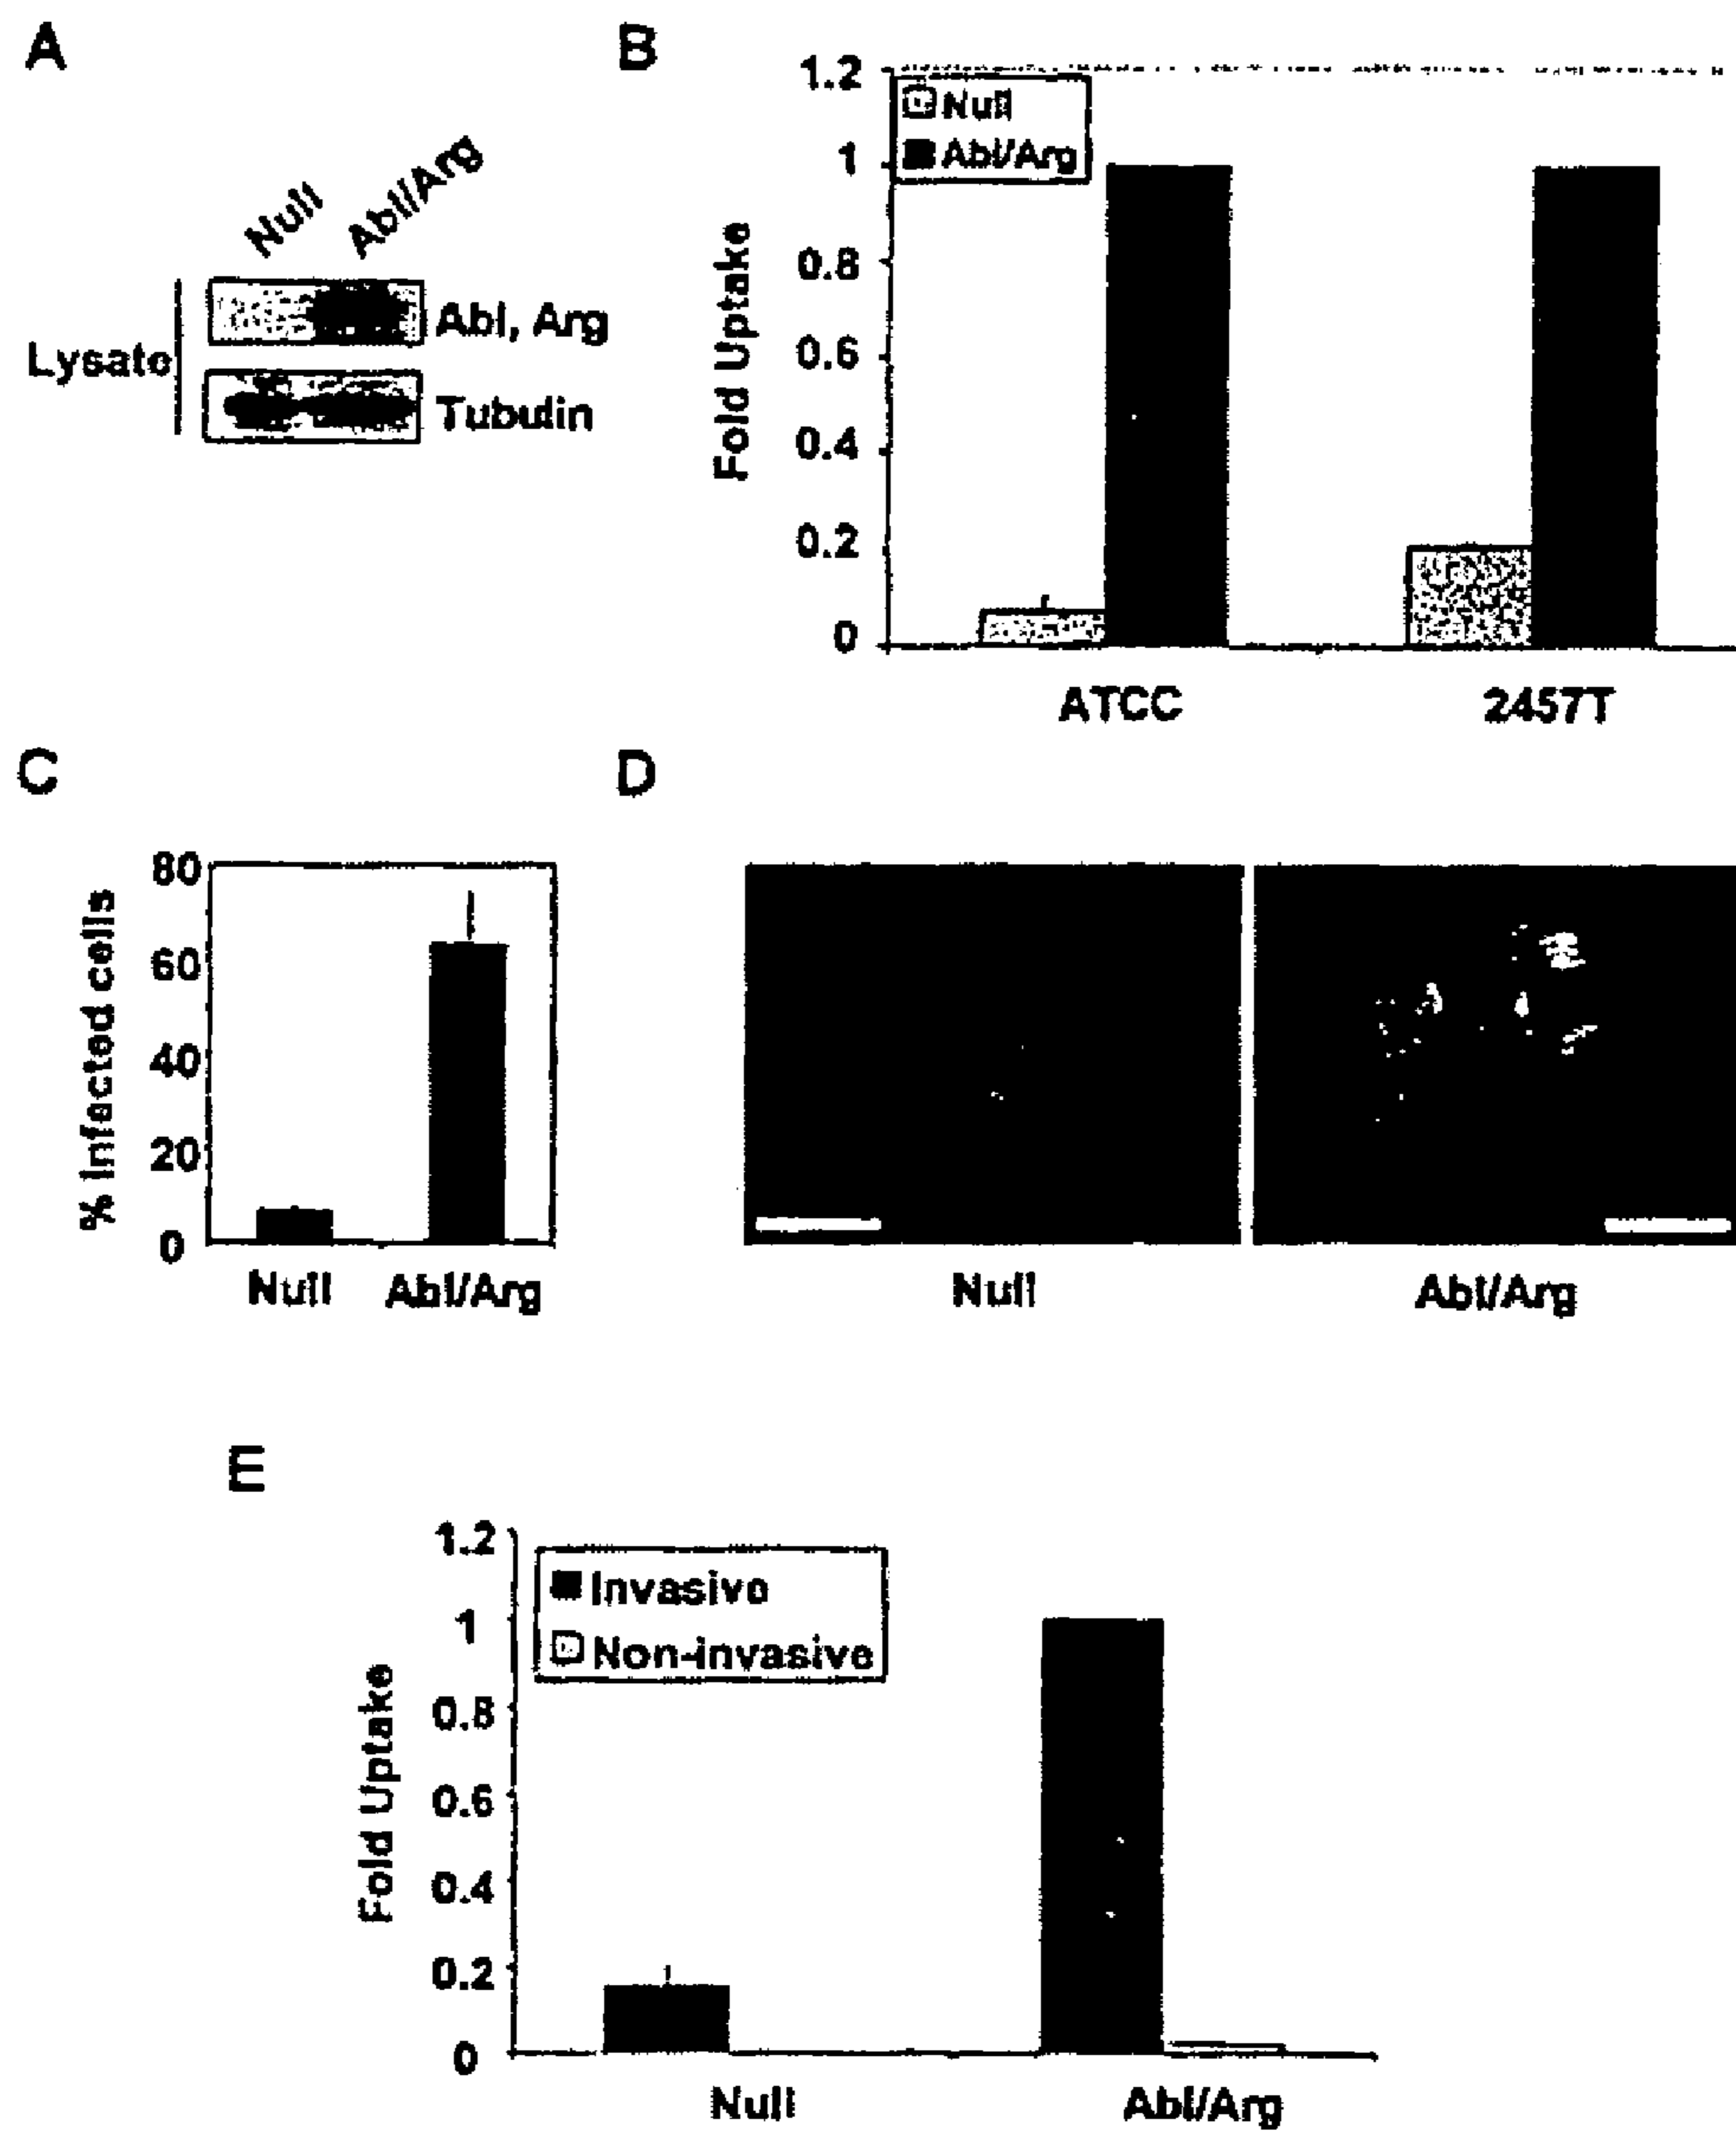 A
Null
Abl/Arg
Lysate
Abl, Arg
Tubulin
B
1.2
1
0.8
0.6
0.4
0.2
0
Fold Uptake
Null
Abl/Arg
ATCC
2457T
C
80
60
40
20
0
% Infected cells
Null
Abl/Arg
D
Null
Abl/Arg
E
1.2
1
0.8
0.6
0.4
0.2
0
Fold Uptake
Invasive
Non-invasive
Null
Abl/Arg